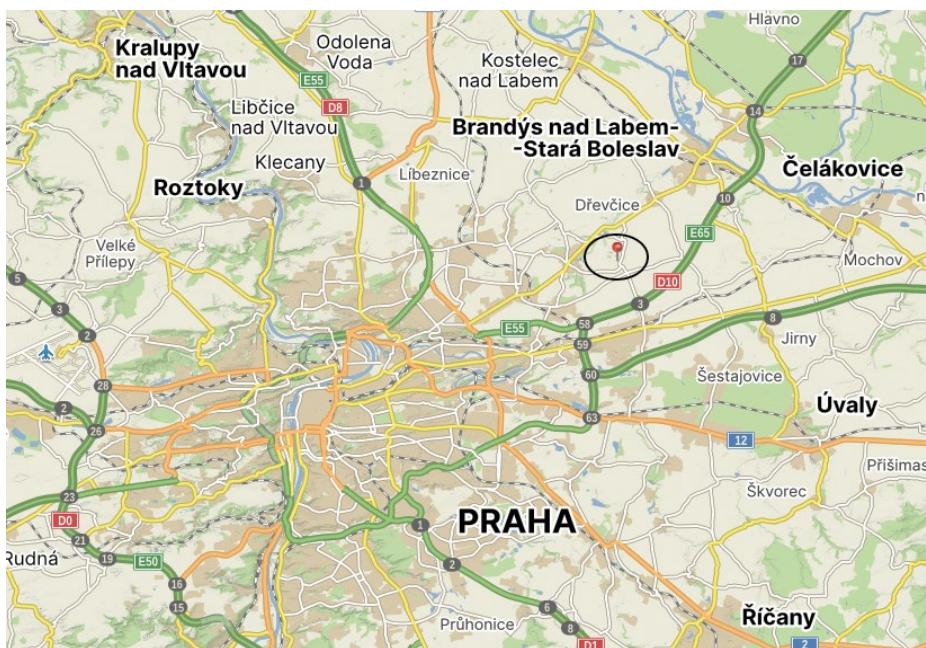 Hlavno
Kralupy
nad Vltavou
Odolena
Voda
Kostelec
nad Labem
17
E55
D8
14
Libčice
nad Vltavou
Brandýs nad Labem-
-Stará Boleslav
Klecany
Líbeznice
Čelákovice
Roztoky
1
10
Dřevčice
E65
Velké
Přílepy
Mochov
5
D10
3
3
2
E55
58
8
59
Jirny
28
60
Šestajovice
2
Úvaly
63
26
12
Přišimas
Škvorec
23
D0
1
PRAHA
21
Rudná
19
E50
2
16
15
6
Říčany
Průhonice
8
D1
2